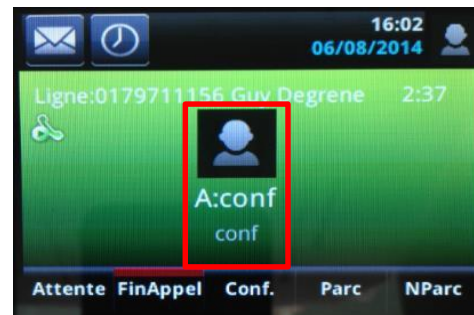 16:02
06/08/2014
Ligne:0179711156 Guy Degrene 2:37
A:conf
conf
Attente FinAppel Conf. Parc NParc